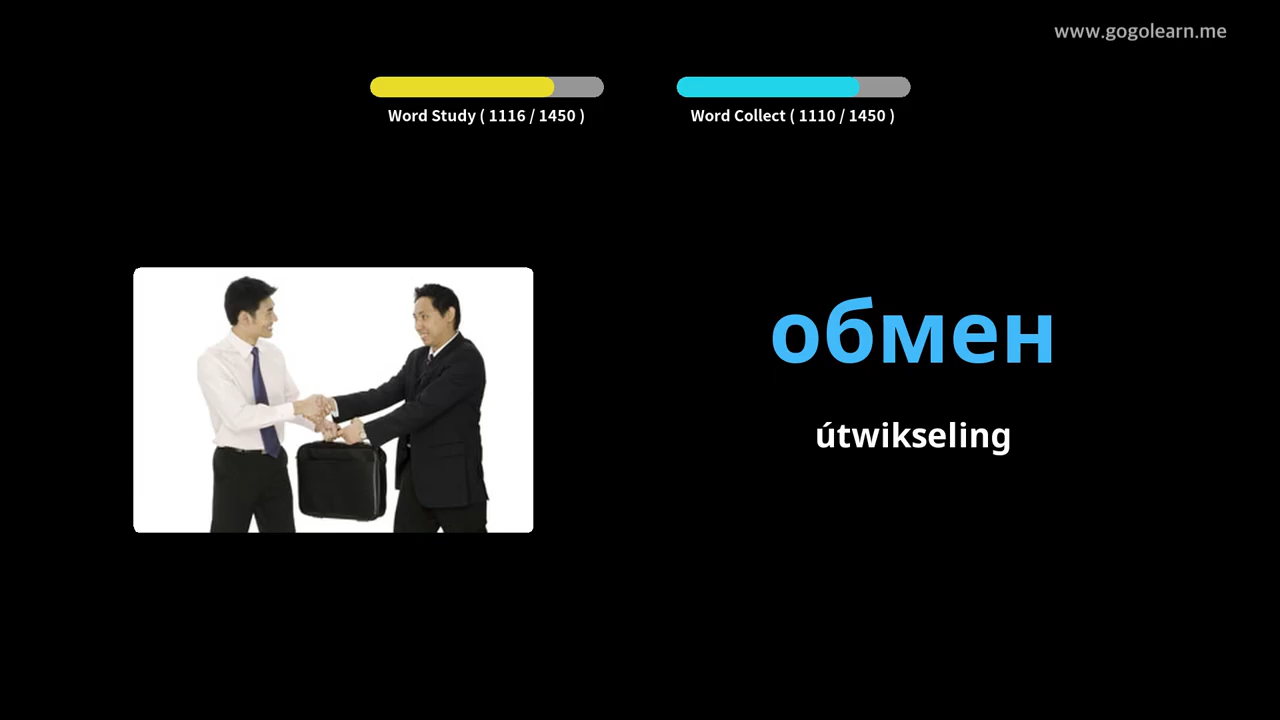 www.gogolearn.me
Word Study ( 1116 / 1450 )
Word Collect ( 1110 / 1450 )
обмен
útwikseling